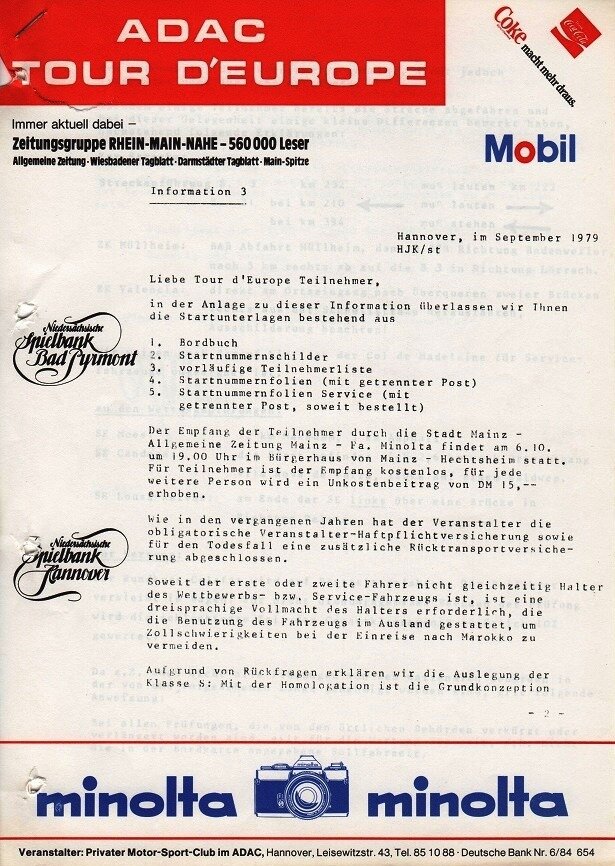 ADAC
TOUR D'EUROPE
Coke macht mehr draus.
Coca-Cola
Immer aktuell dabei –
Zeitungsgruppe RHEIN-MAIN-NAHE – 560 000 Leser
Allgemeine Zeitung · Wiesbadener Tagblatt · Darmstädter Tagblatt · Main-Spitze
Mobil
Information 3
Hannover, im September 1979
HJK/st
Liebe Tour d'Europe Teilnehmer,
in der Anlage zu dieser Information überlassen wir Ihnen
die Startunterlagen bestehend aus
Niedersächsische
Spielbank
Bad Pyrmont
1. Bordbuch
2. Startnummernschilder
3. vorläufige Teilnehmerliste
4. Startnummernfolien (mit getrennter Post)
5. Startnummernfolien Service (mit
getrennter Post, soweit bestellt)
Der Empfang der Teilnehmer durch die Stadt Mainz -
Allgemeine Zeitung Mainz - Fa. Minolta findet am 6.10.
um 19.00 Uhr im Bürgerhaus von Mainz - Hechtsheim statt.
Für Teilnehmer ist der Empfang kostenlos, für jede
weitere Person wird ein Unkostenbeitrag von DM 15,--
erhoben.
Niedersächsische
Spielbank
Hannover
Wie in den vergangenen Jahren hat der Veranstalter die
obligatorische Veranstalter-Haftpflichtversicherung sowie
für den Todesfall eine zusätzliche Rücktransportversiche-
rung abgeschlossen.
Soweit der erste oder zweite Fahrer nicht gleichzeitig Halter
des Wettbewerbs- bzw. Service-Fahrzeugs ist, ist eine
dreisprachige Vollmacht des Halters erforderlich, die
die Benutzung des Fahrzeugs im Ausland gestattet, um
Zollschwierigkeiten bei der Einreise nach Marokko zu
vermeiden.
Aufgrund von Rückfragen erklären wir die Auslegung der
Klasse S: Mit der Homologation ist die Grundkonzeption
- 2 -
minolta minolta
Veranstalter: Privater Motor-Sport-Club im ADAC, Hannover, Leisewitzstr. 43, Tel. 85 10 88 · Deutsche Bank Nr. 6/84 654